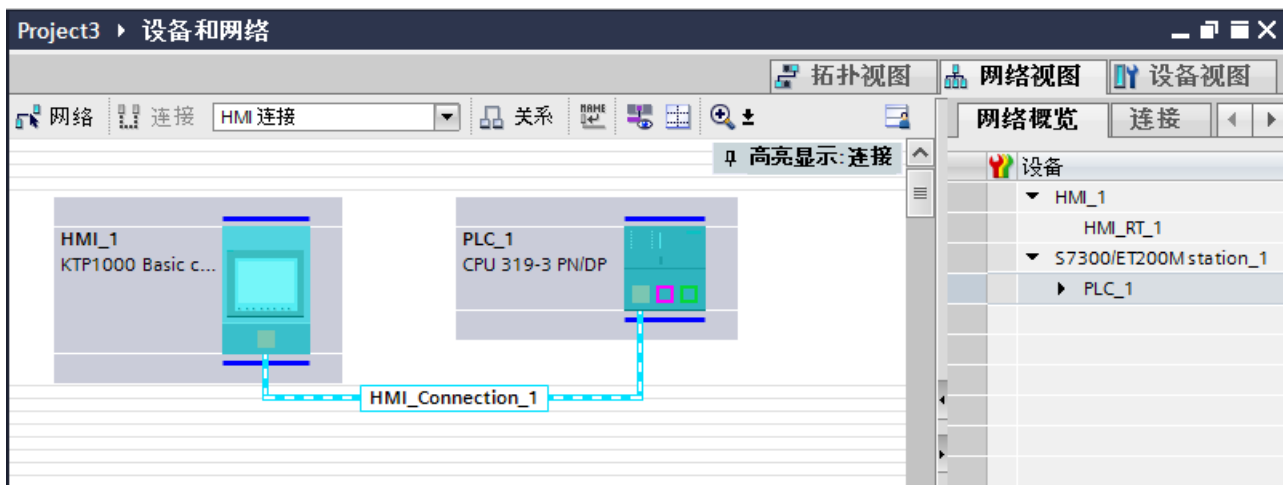 Project3 ▸ 设备和网络
拓扑视图 网络视图 设备视图
网络 连接 HMI 连接 关系
网络概览 连接
高亮显示:连接
设备
HMI_1
HMI_RT_1
S7300/ET200M station_1
PLC_1
HMI_1
KTP1000 Basic c...
PLC_1
CPU 319-3 PN/DP
HMI_Connection_1